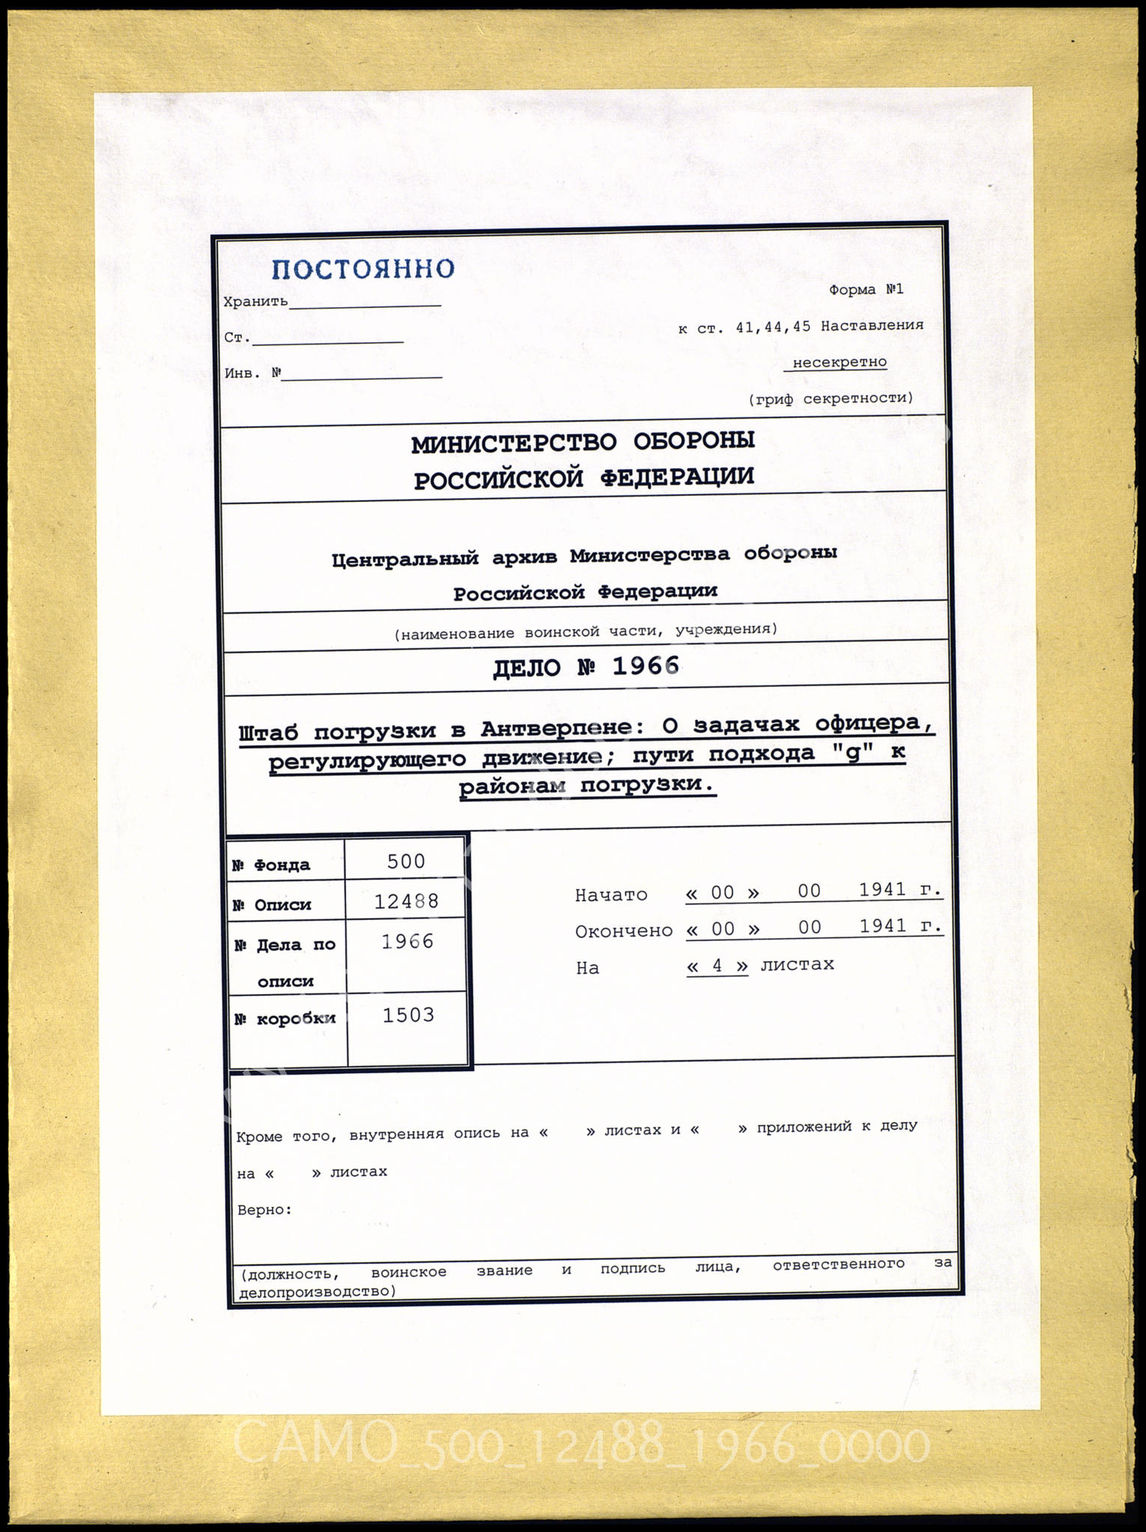 ПОСТОЯННО
Хранить
Форма №1
Ст.
к ст. 41,44,45 Наставления
Инв. №
несекретно
(гриф секретности)
МИНИСТЕРСТВО ОБОРОНЫ
РОССИЙСКОЙ ФЕДЕРАЦИИ
Центральный архив Министерства обороны
Российской Федерации
(наименование воинской части, учреждения)
ДЕЛО № 1966
Штаб погрузки в Антверпене: О задачах офицера,
регулирующего движение; пути подхода "g" к
районам погрузки.
№ Фонда 500
№ Описи 12488
№ Дела по 1966
описи
№ коробки 1503
Начато « 00 » 00 1941 г.
Окончено « 00 » 00 1941 г.
На « 4 » листах
Кроме того, внутренняя опись на « » листах и « » приложений к делу
на « » листах
Верно:
(должность, воинское звание и подпись лица, ответственного за
делопроизводство)
CAMO_500_12488_1966_0000